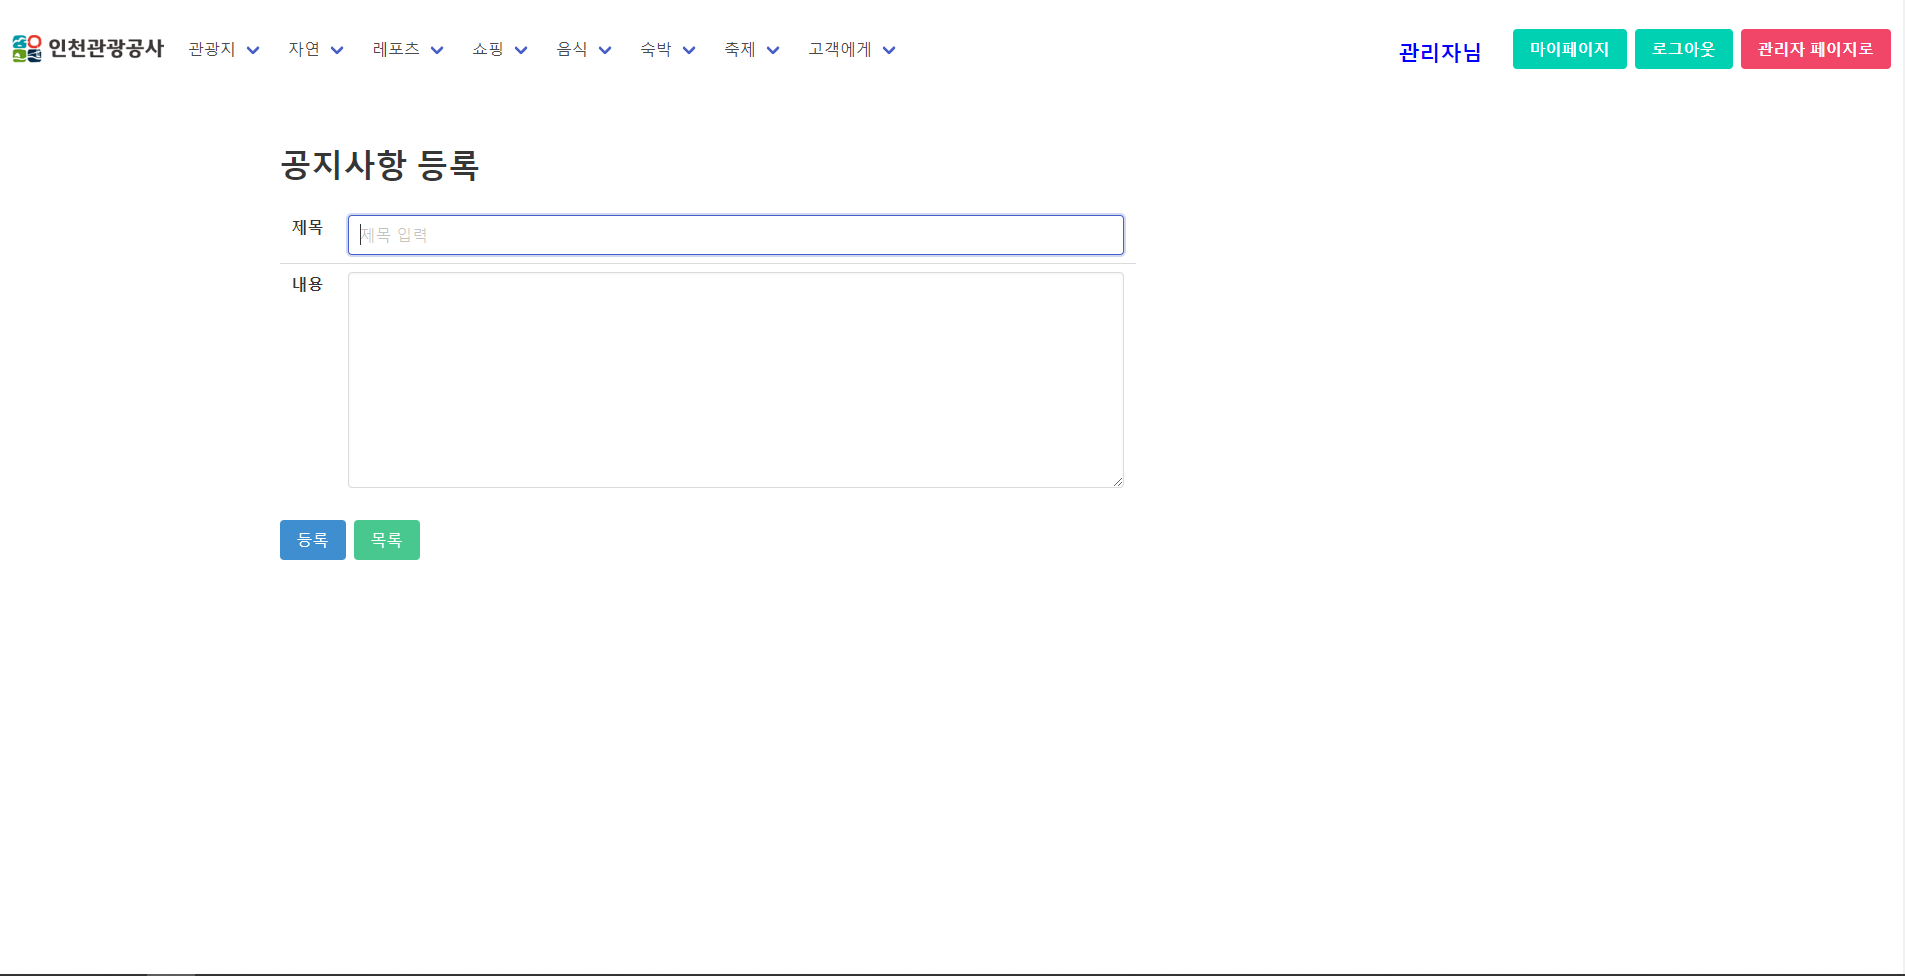 인천관광공사 관광지 자연 레포츠 쇼핑 음식 숙박 축제 고객에게 관리자님 마이페이지 로그아웃 관리자 페이지로
공지사항 등록
제목 제목 입력
내용
등록 목록